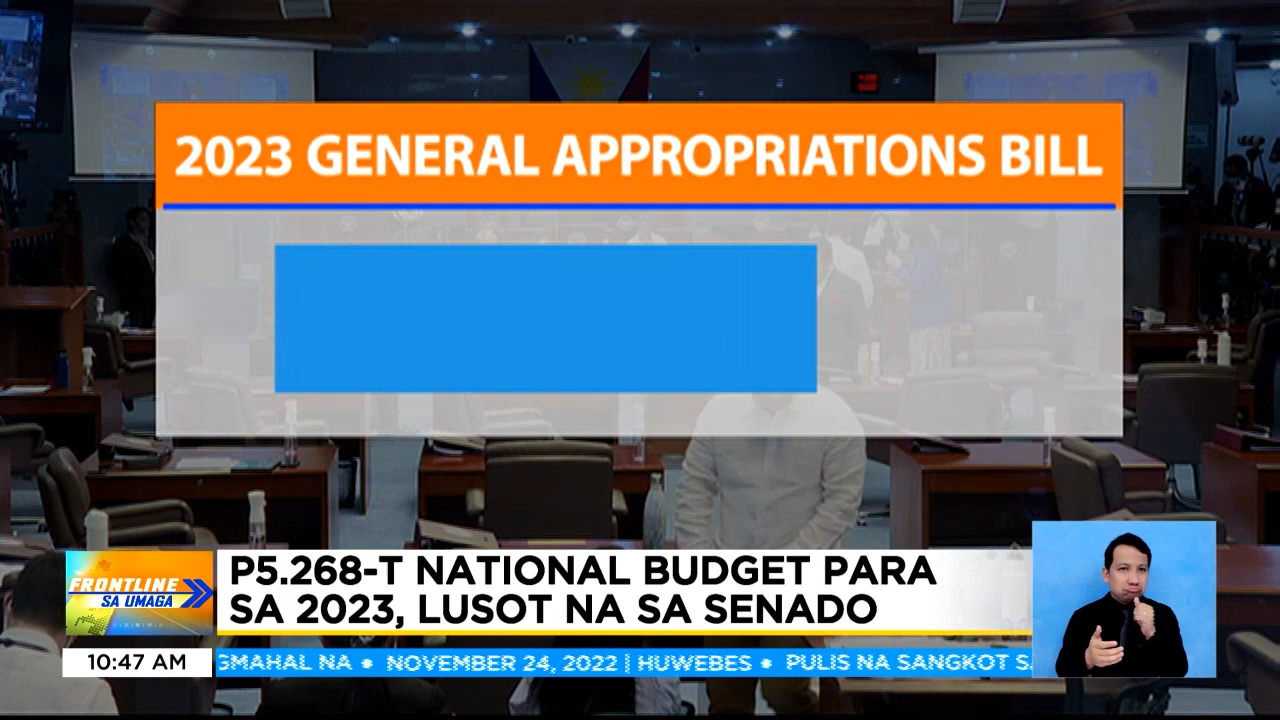 2023 GENERAL APPROPRIATIONS BILL
FRONTLINE
SA UMAGA
P5.268-T NATIONAL BUDGET PARA
SA 2023, LUSOT NA SA SENADO
10:47 AM
GMAHAL NA • NOVEMBER 24, 2022 | HUWEBES • PULIS NA SANGKOT SA